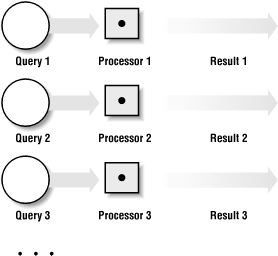 Query 1 Processor 1 Result 1
Query 2 Processor 2 Result 2
Query 3 Processor 3 Result 3
. . .